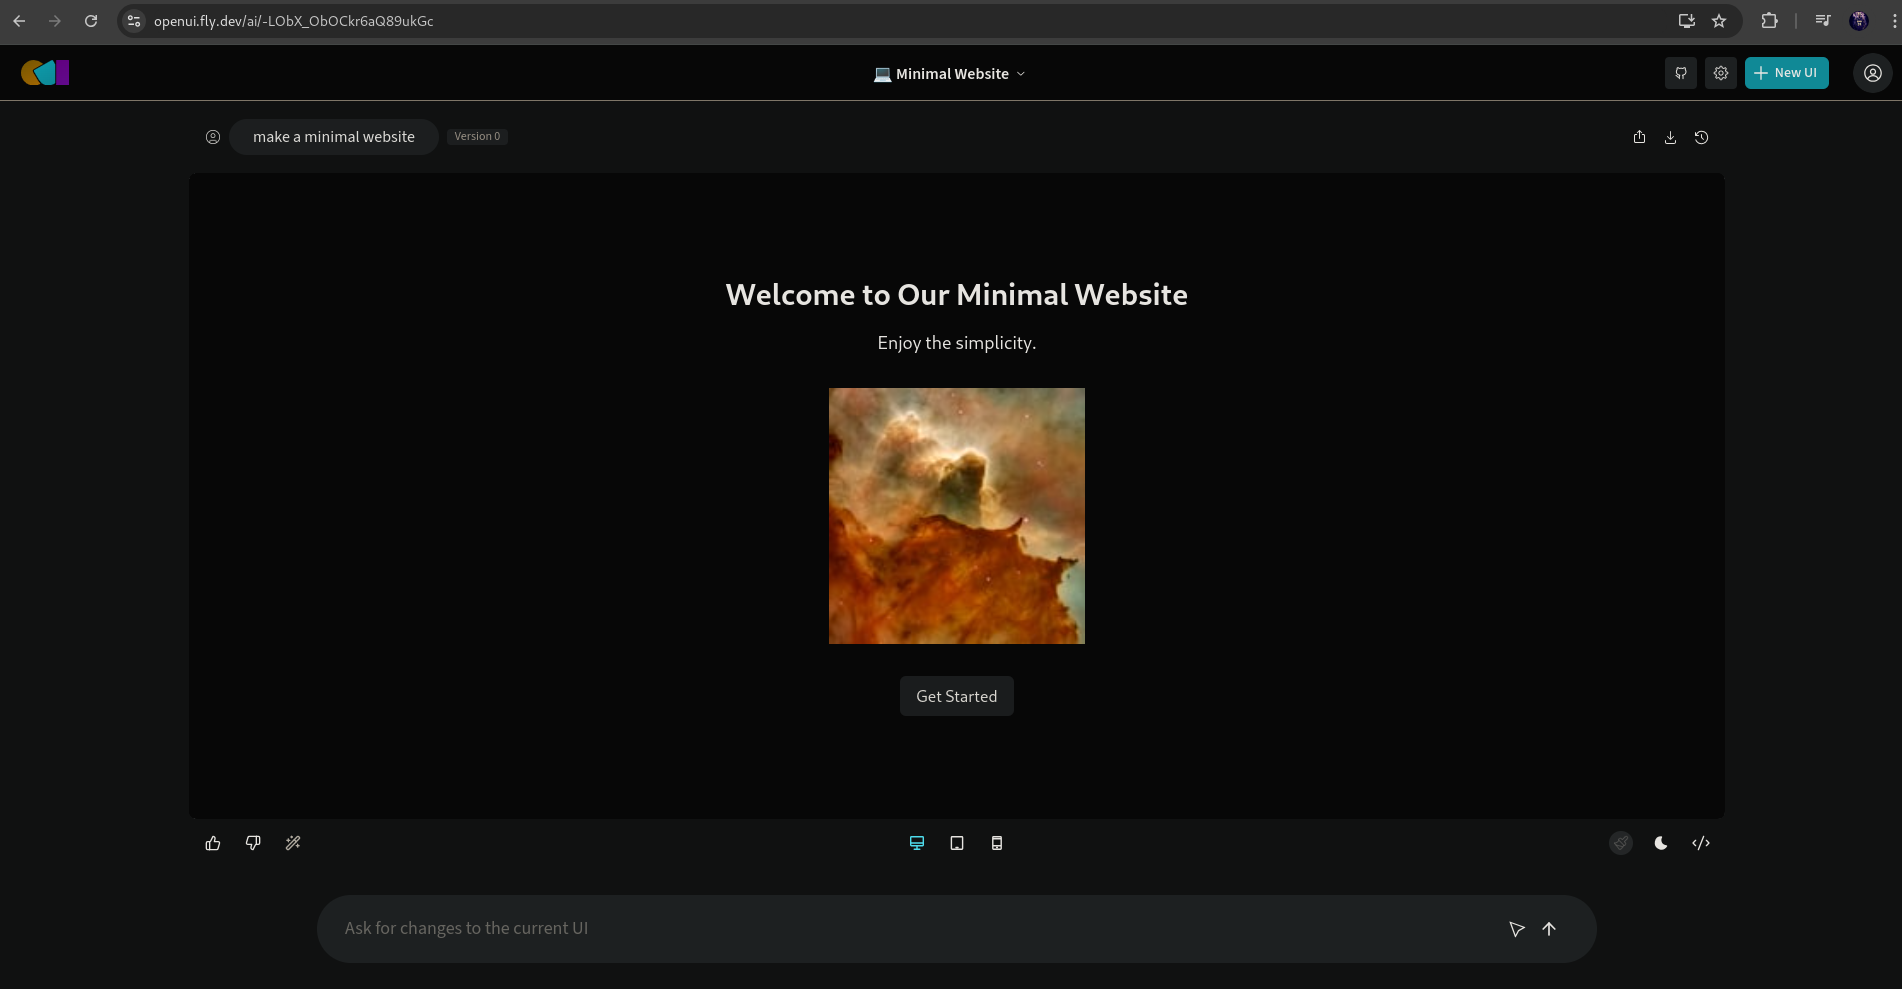 openui.fly.dev/ai/-LObX_ObOCkr6aQ89ukGc
Minimal Website
New UI
make a minimal website
Version 0
Welcome to Our Minimal Website
Enjoy the simplicity.
Get Started
Ask for changes to the current UI